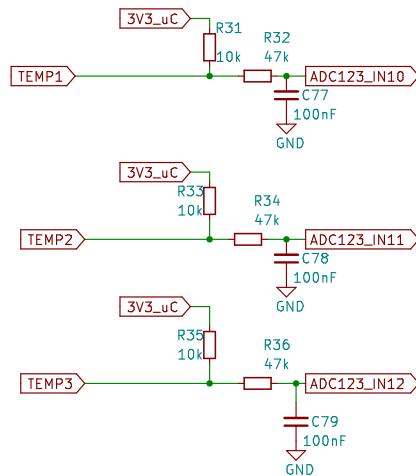 3V3_uC
R31
10k
R32
47k
TEMP1
ADC123_IN10
C77
100nF
GND
3V3_uC
R33
10k
R34
47k
TEMP2
ADC123_IN11
C78
100nF
GND
3V3_uC
R35
10k
R36
47k
TEMP3
ADC123_IN12
C79
100nF
GND